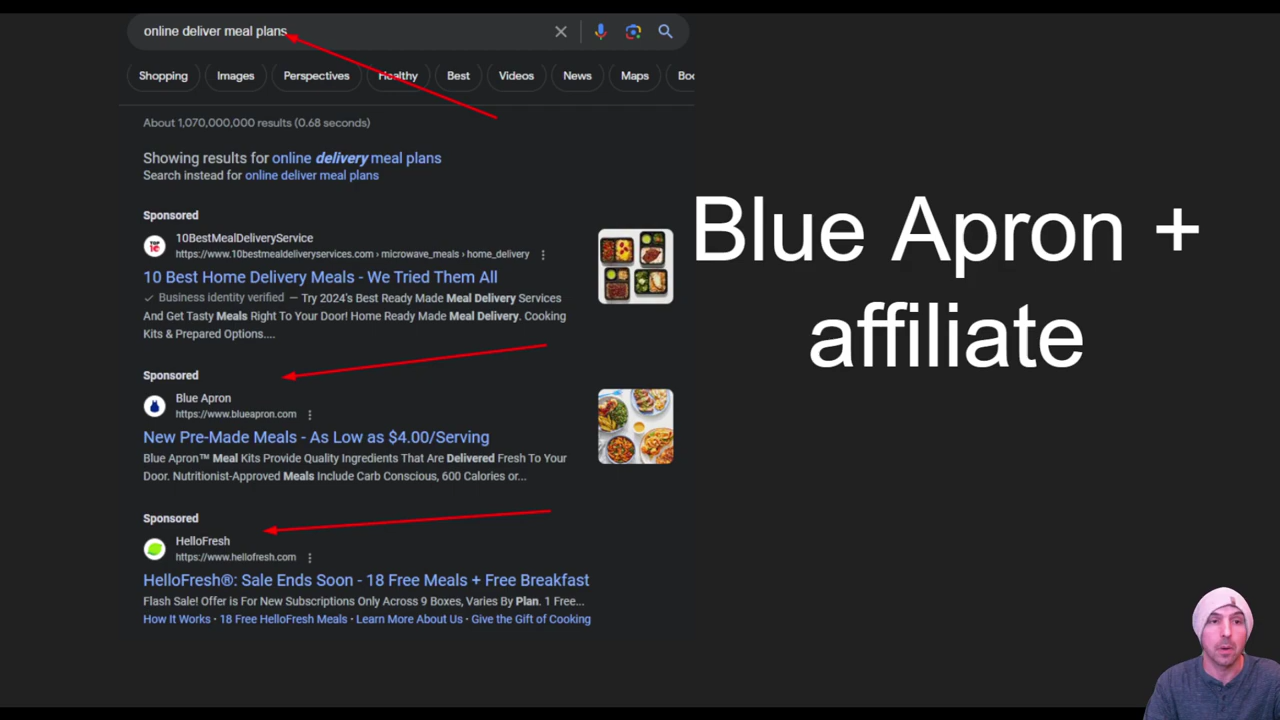 online deliver meal plans
Shopping Images Perspectives Healthy Best Videos News Maps Boo
About 1,070,000,000 results (0.68 seconds)
Showing results for online delivery meal plans
Search instead for online deliver meal plans
Sponsored
TOP 10
10BestMealDeliveryService
https://www.10bestmealdeliveryservices.com › microwave_meals › home_delivery
10 Best Home Delivery Meals - We Tried Them All
Business identity verified — Try 2024's Best Ready Made Meal Delivery Services
And Get Tasty Meals Right To Your Door! Home Ready Made Meal Delivery. Cooking
Kits & Prepared Options....
Sponsored
Blue Apron
https://www.blueapron.com
New Pre-Made Meals - As Low as $4.00/Serving
Blue Apron™ Meal Kits Provide Quality Ingredients That Are Delivered Fresh To Your
Door. Nutritionist-Approved Meals Include Carb Conscious, 600 Calories or...
Sponsored
HelloFresh
https://www.hellofresh.com
HelloFresh®: Sale Ends Soon - 18 Free Meals + Free Breakfast
Flash Sale! Offer is For New Subscriptions Only Across 9 Boxes, Varies By Plan. 1 Free...
How It Works · 18 Free HelloFresh Meals · Learn More About Us · Give the Gift of Cooking
Blue Apron +
affiliate